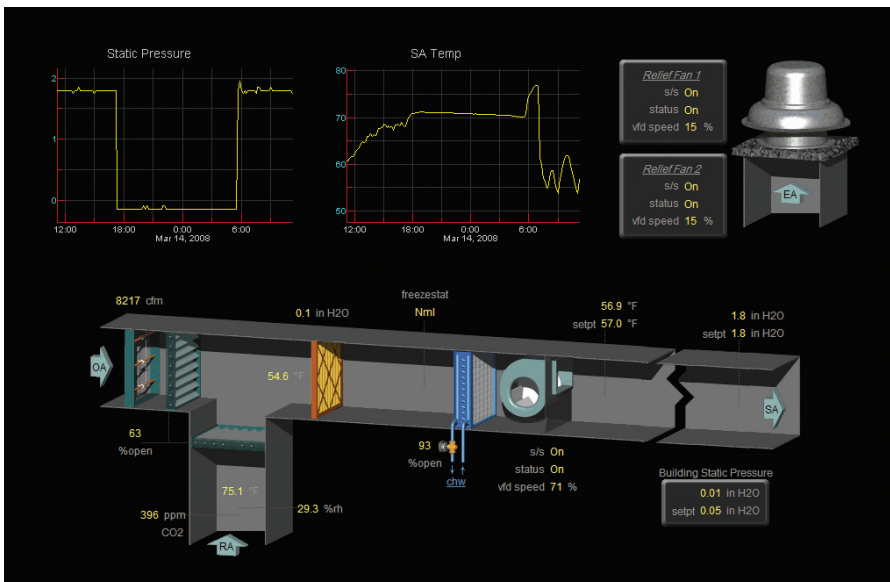 Static Pressure
2
1
0
12:00 18:00 0:00 6:00
Mar 14, 2008
SA Temp
80
70
60
50
12:00 18:00 0:00 6:00
Mar 14, 2008
Relief Fan 1
s/s On
status On
vfd speed 15 %
Relief Fan 2
s/s On
status On
vfd speed 15 %
EA
8217 cfm
0.1 in H2O
freezestat
Nml
56.9 °F
setpt 57.0 °F
1.8 in H2O
setpt 1.8 in H2O
OA
54.6 °F
SA
63
%open
93
%open
chw
s/s On
status On
vfd speed 71 %
Building Static Pressure
0.01 in H2O
setpt 0.05 in H2O
75.1 °F
396 ppm
CO2
29.3 %rh
RA